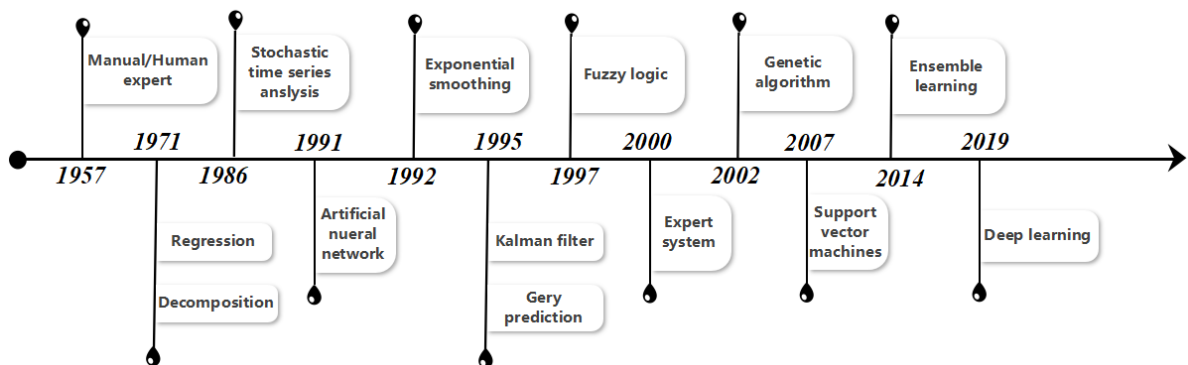 Manual/Human
expert
Stochastic
time series
anslysis
Exponential
smoothing
Fuzzy logic
Genetic
algorithm
Ensemble
learning
1971
1991
1995
2000
2007
2019
1957
1986
1992
1997
2002
2014
Regression
Decomposition
Artificial
nueral
network
Kalman filter
Gery
prediction
Expert
system
Support
vector
machines
Deep learning